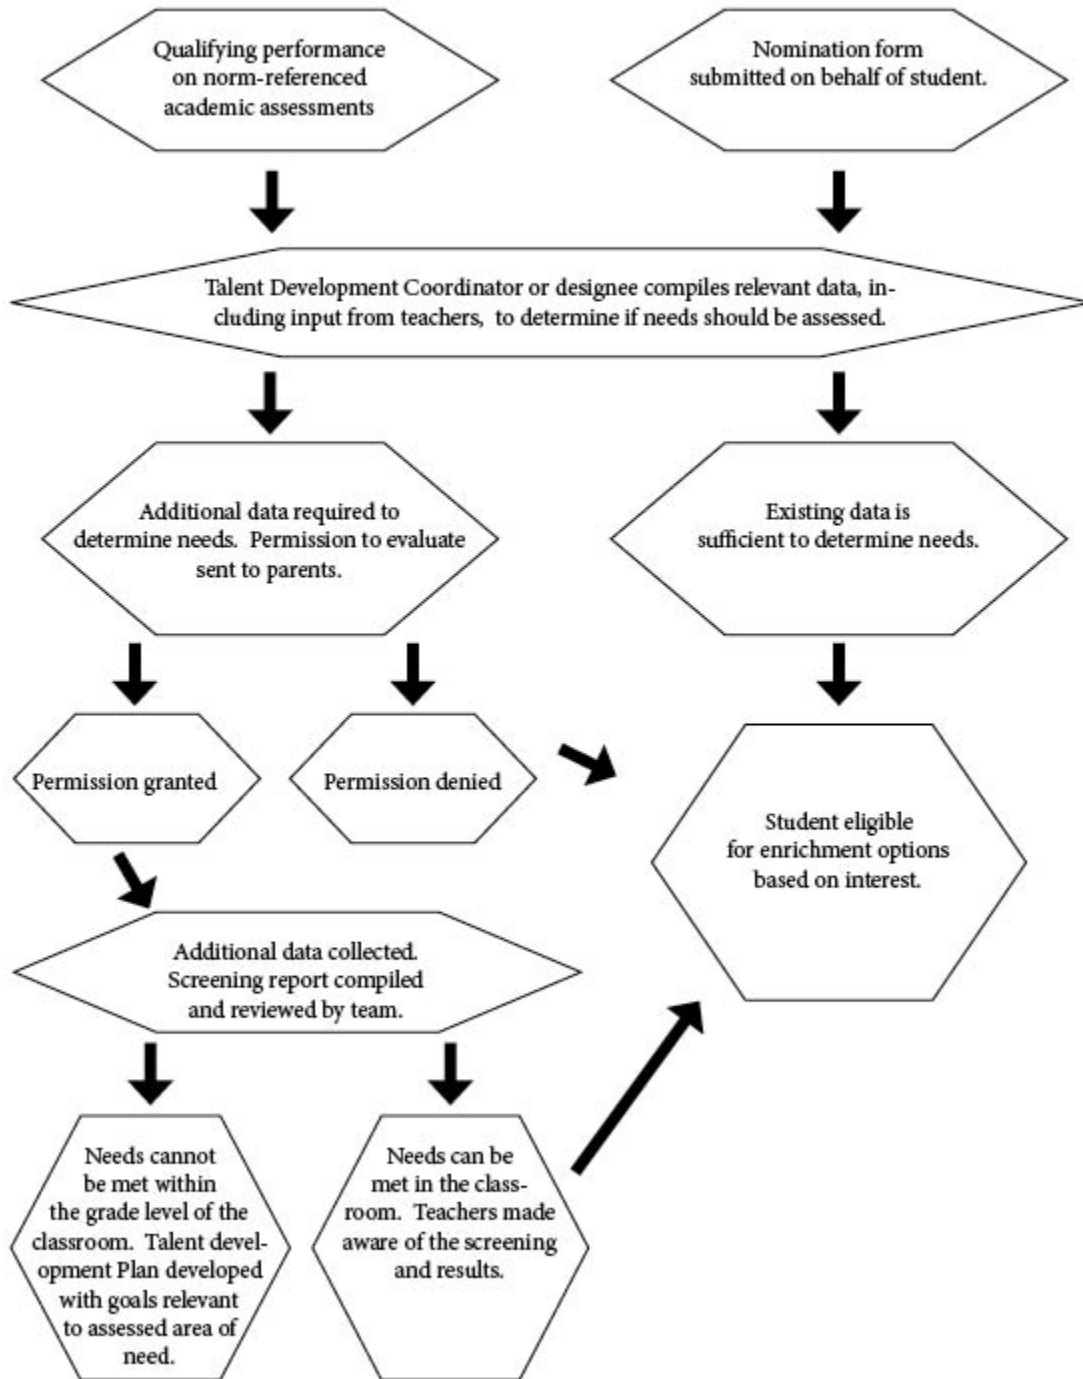 Qualifying performance
on norm-referenced
academic assessments
Nomination form
submitted on behalf of student.
Talent Development Coordinator or designee compiles relevant data, in-
cluding input from teachers, to determine if needs should be assessed.
Additional data required to
determine needs. Permission to evaluate
sent to parents.
Existing data is
sufficient to determine needs.
Permission granted
Permission denied
Student eligible
for enrichment options
based on interest.
Additional data collected.
Screening report compiled
and reviewed by team.
Needs cannot
be met within
the grade level of the
classroom. Talent devel-
opment Plan developed
with goals relevant
to assessed area of
need.
Needs can be
met in the class-
room. Teachers made
aware of the screening
and results.